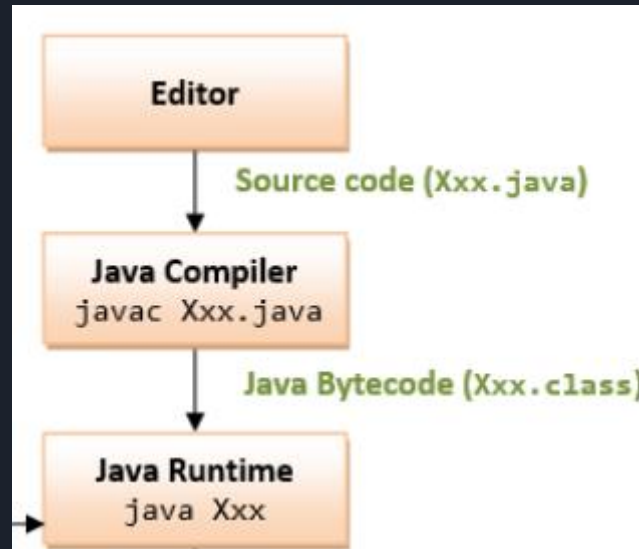 Editor
Source code (Xxx.java)
Java Compiler
javac Xxx.java
Java Bytecode (Xxx.class)
Java Runtime
java Xxx